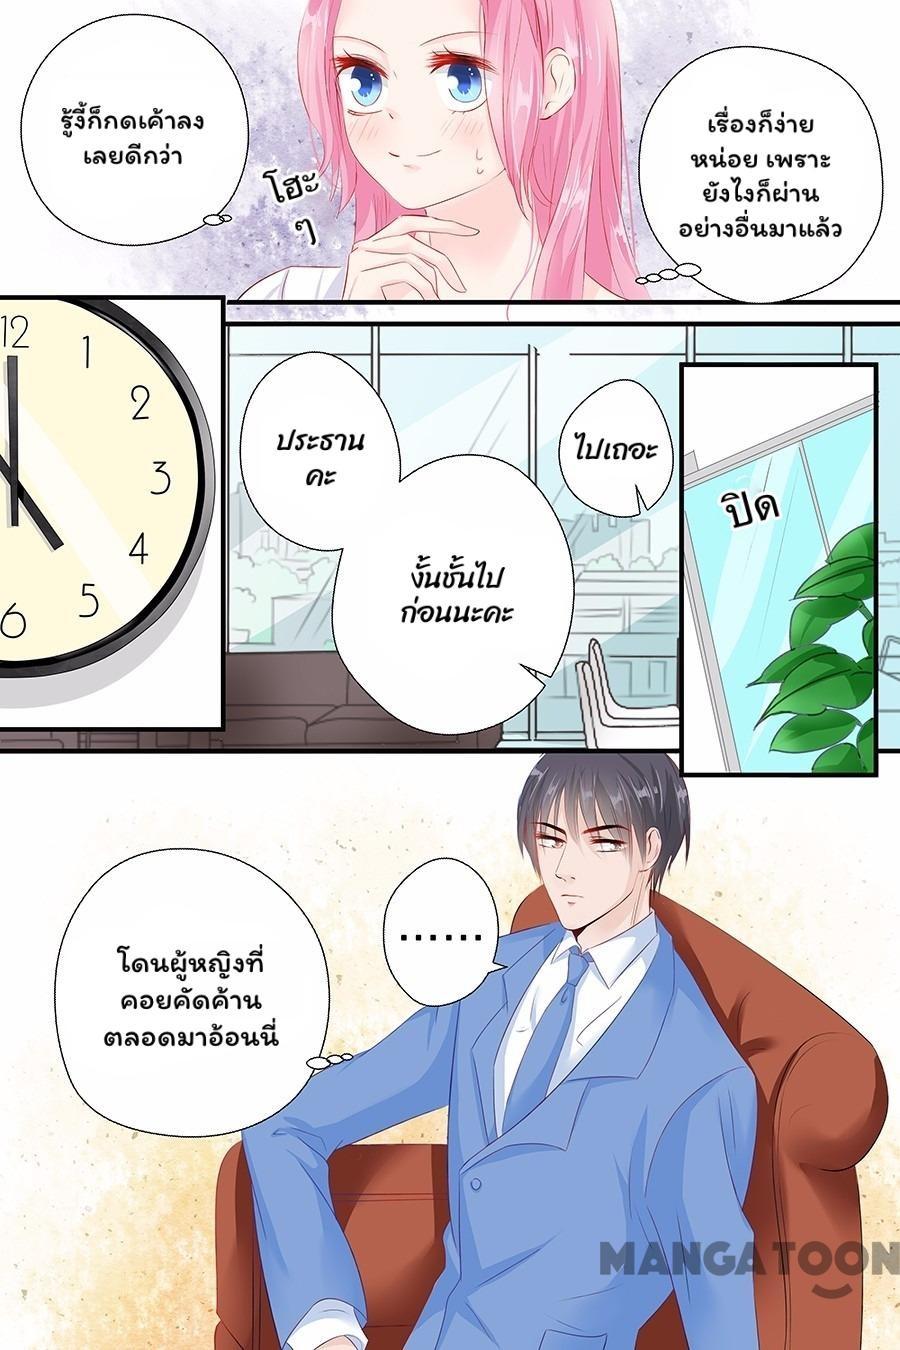 รู้งี้ก็กดเค้าลง
เลยดีกว่า
เรื่องก็ง่าย
หน่อย เพราะ
ยังไงก็ผ่าน
อย่างอื่นมาแล้ว
โฮะ
ๆ
12
1
2
3
4
5
6
ประธาน
คะ
ไปเถอะ
งั้นชั้นไป
ก่อนนะคะ
ปิด
......
โดนผู้หญิงที่
คอยคัดค้าน
ตลอดมาอ้อนนี่
MANGATOON